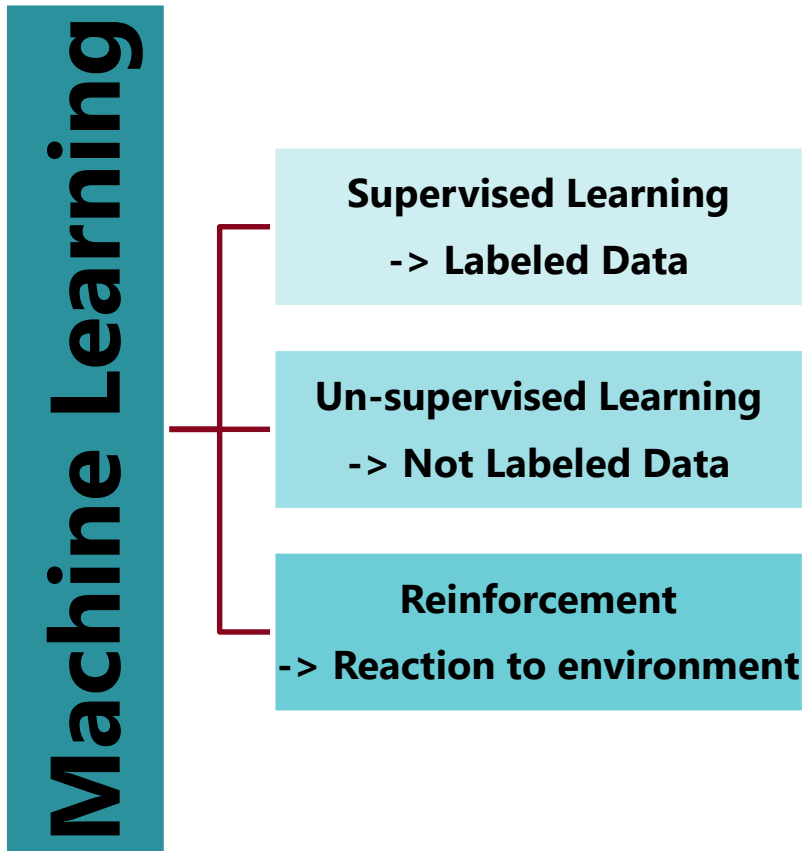 Machine Learning
Supervised Learning
-> Labeled Data
Un-supervised Learning
-> Not Labeled Data
Reinforcement
-> Reaction to environment